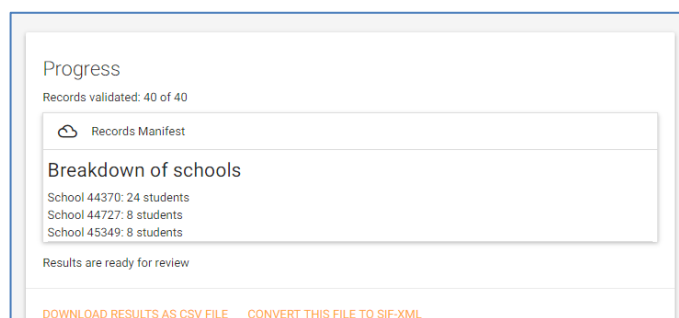 Progress
Records validated: 40 of 40
Records Manifest
Breakdown of schools
School 44370: 24 students
School 44727: 8 students
School 45349: 8 students
Results are ready for review
DOWNLOAD RESULTS AS CSV FILE CONVERT THIS FILE TO SIF-XML